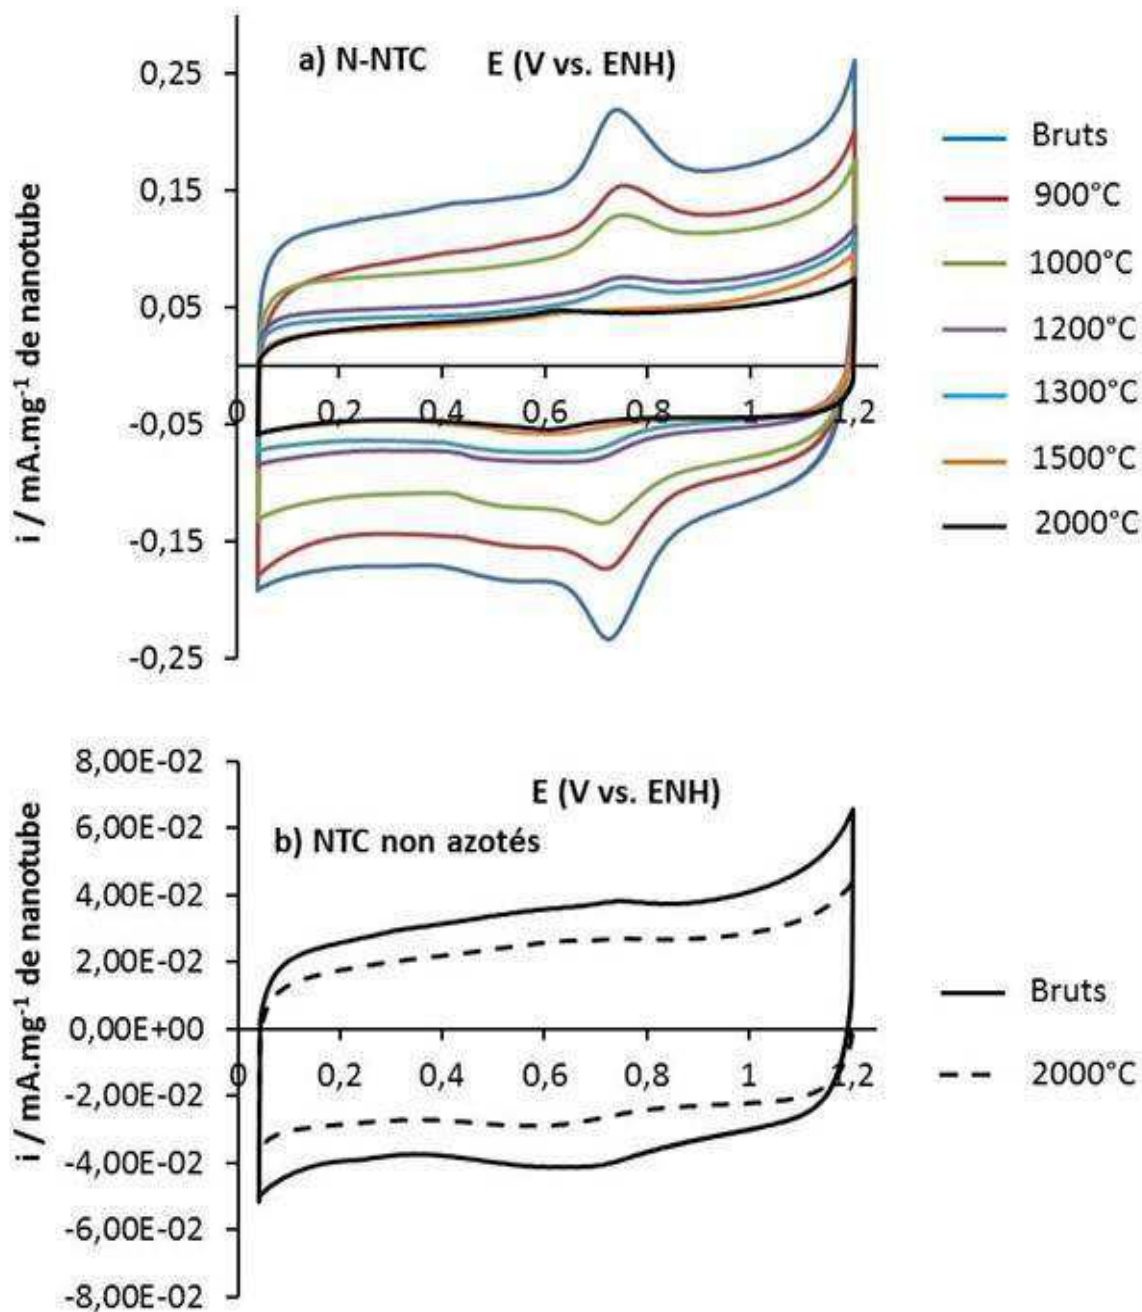 a) N-NTC E (V vs. ENH)
i / mA.mg⁻¹ de nanotube
0,25
0,15
0,05
-0,05
-0,15
-0,25
0 0,2 0,4 0,6 0,8 1 1,2
Bruts
900°C
1000°C
1200°C
1300°C
1500°C
2000°C
E (V vs. ENH)
b) NTC non azotés
i / mA.mg⁻¹ de nanotube
8,00E-02
6,00E-02
4,00E-02
2,00E-02
0,00E+00
-2,00E-02
-4,00E-02
-6,00E-02
-8,00E-02
0 0,2 0,4 0,6 0,8 1 1,2
Bruts
2000°C